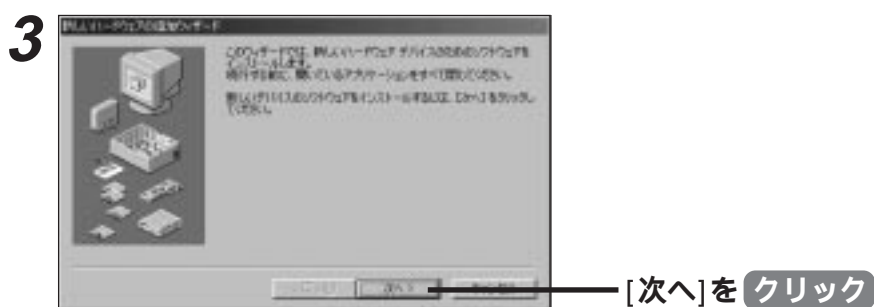 3
新しいハードウェアの追加ウィザード
このウィザードでは、新しいハードウェア デバイスのためのソフトウェアを
インストールします。
続行する前に、開いているアプリケーションをすべて閉じてください。
新しいデバイスのソフトウェアをインストールするには、[次へ] をクリックし
てください。
次へ >
[次へ]を クリック